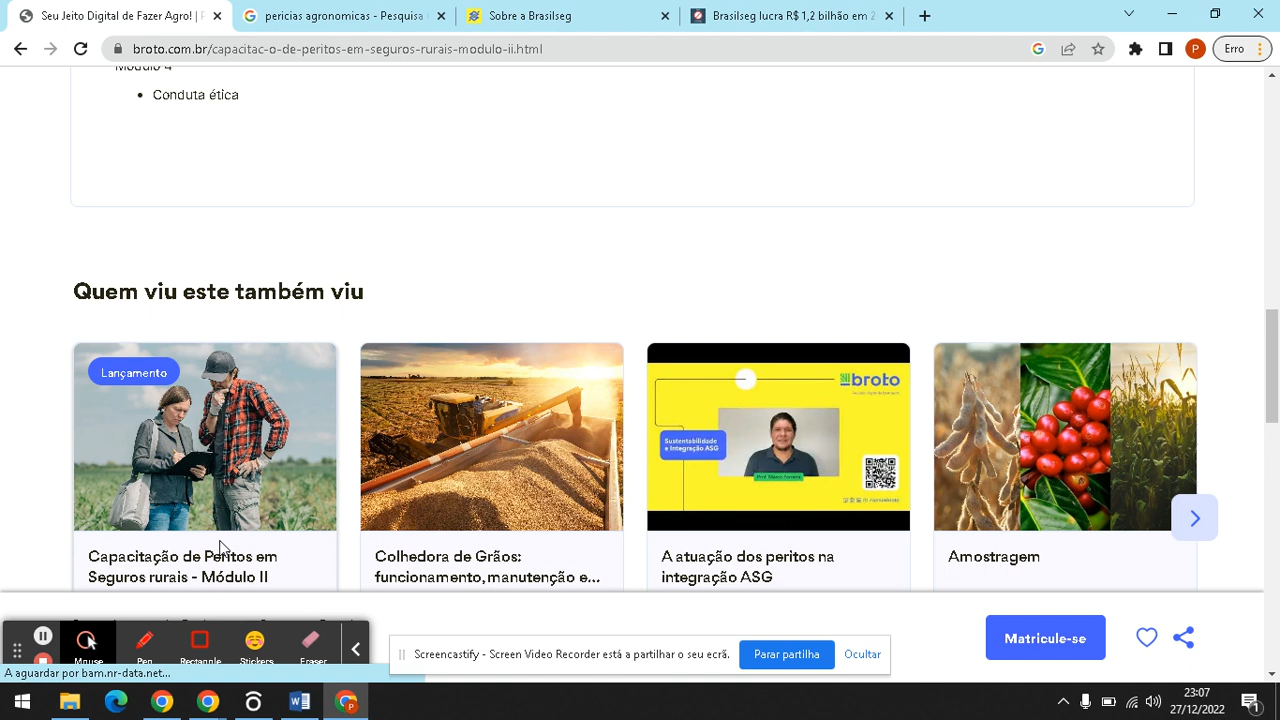 Seu Jeito Digital de Fazer Agro! | P
pericias agronomicas - Pesquisa
Sobre a Brasilseg
Brasilseg lucra R$ 1,2 bilhão em 2
broto.com.br/capacitac-o-de-peritos-em-seguros-rurais-modulo-ii.html
P
Erro
Módulo 4
Conduta ética
Quem viu este também viu
Lançamento
broto
Sustentabilidade
e Integração ASG
Capacitação de Peritos em
Seguros rurais - Módulo II
Colhedora de Grãos:
funcionamento, manutenção e...
A atuação dos peritos na
integração ASG
Amostragem
Matricule-se
Mouse
Pen
Rectangle
Stickers
Eraser
Screencastify - Screen Video Recorder está a partilhar o seu ecrã.
Parar partilha
Ocultar
A aguardar por bam.nr-data.net...
23:07
27/12/2022